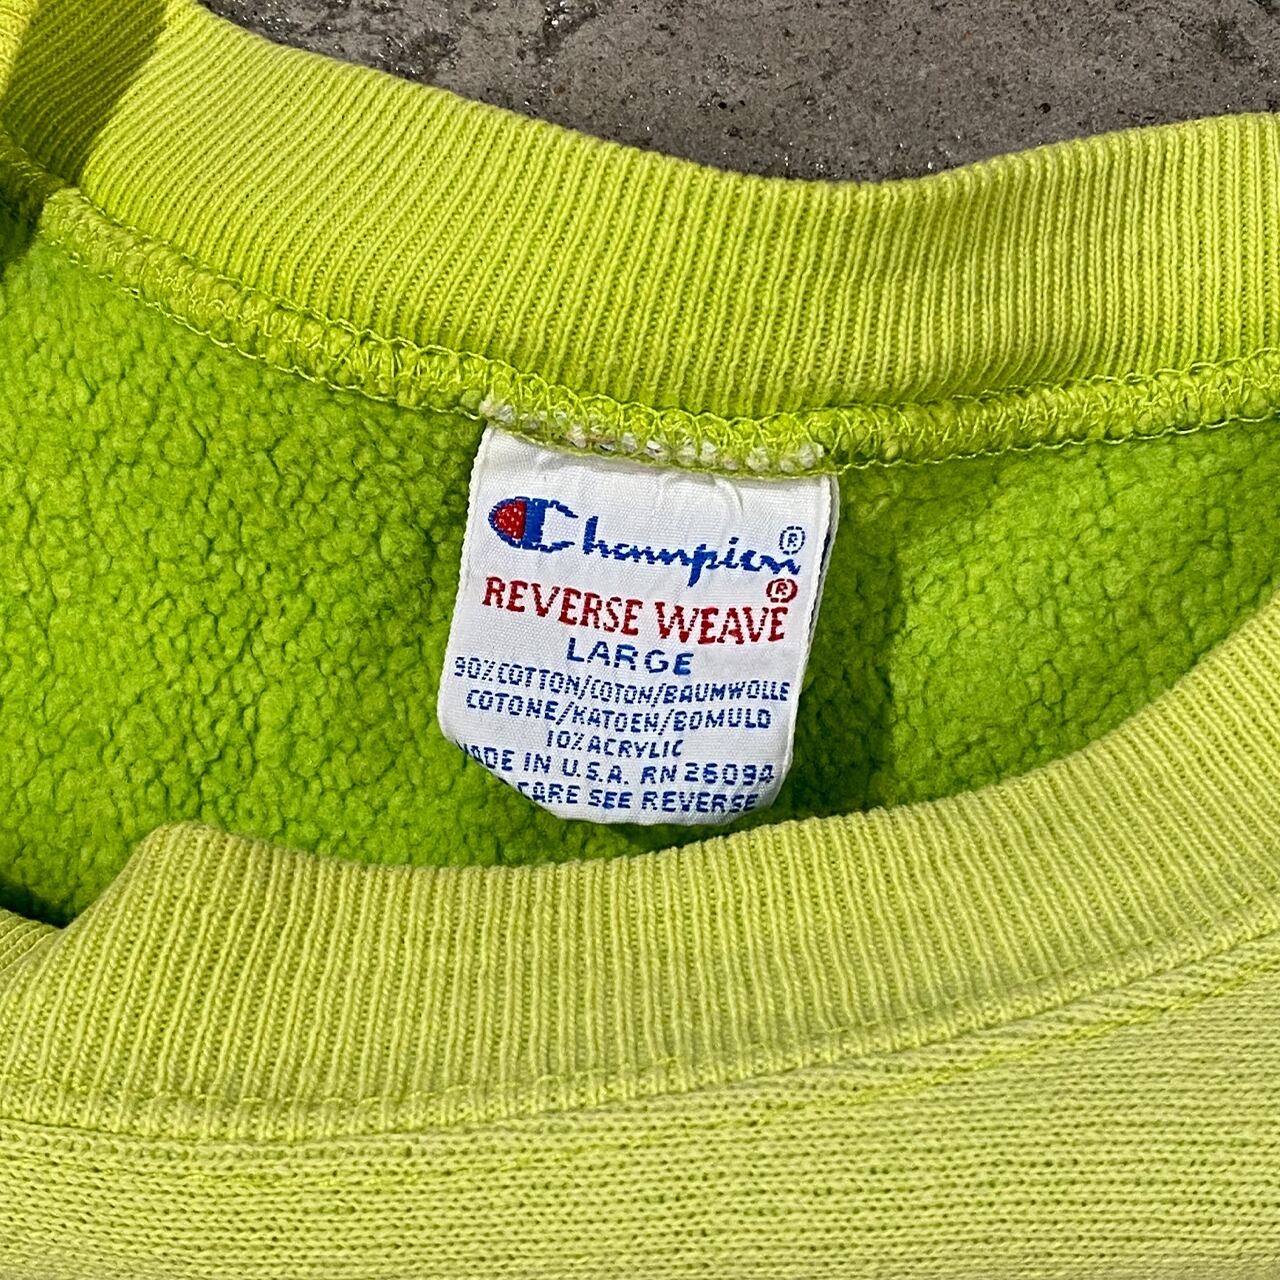 Champion®
REVERSE WEAVE®
LARGE
90% COTTON/COTON/BAUMWOLLE
COTONE/KATOEN/BOMULD
10% ACRYLIC
MADE IN U.S.A. RN 26094
CARE SEE REVERSE